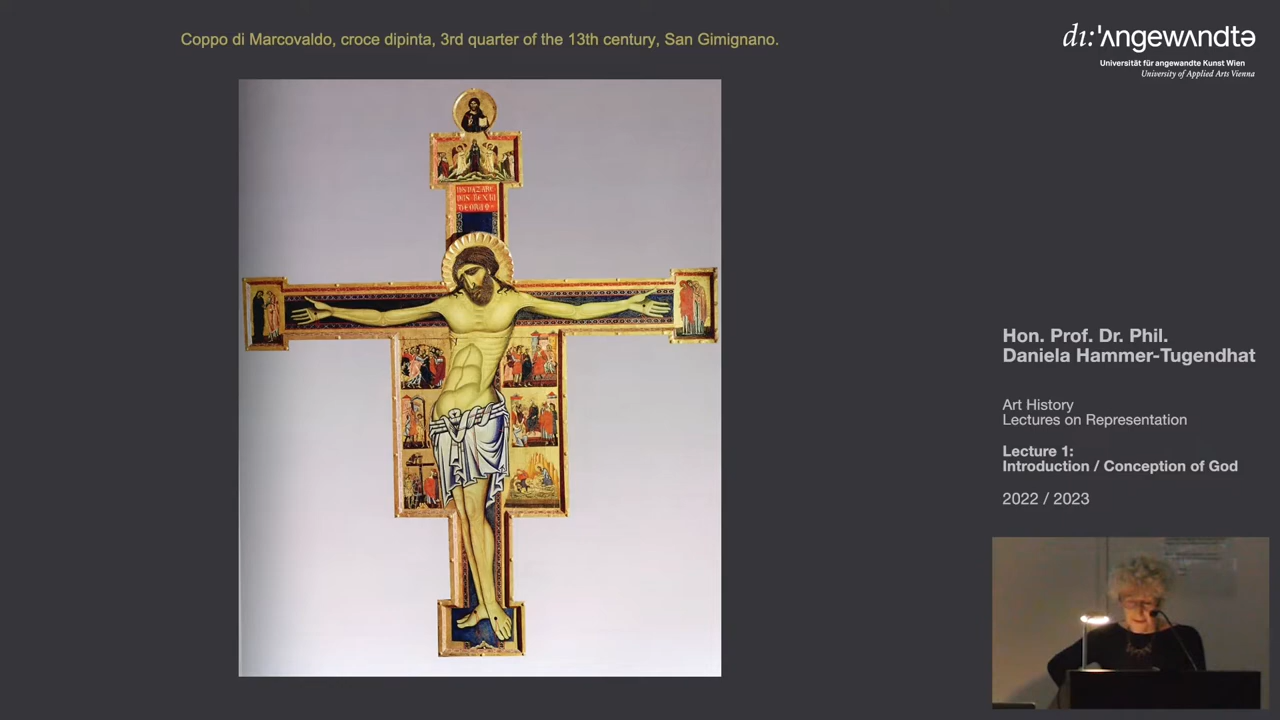 Coppo di Marcovaldo, croce dipinta, 3rd quarter of the 13th century, San Gimignano.
dı:'ʌngewʌndtə
Universität für angewandte Kunst Wien
University of Applied Arts Vienna
Hon. Prof. Dr. Phil.
Daniela Hammer-Tugendhat
Art History
Lectures on Representation
Lecture 1:
Introduction / Conception of God
2022 / 2023